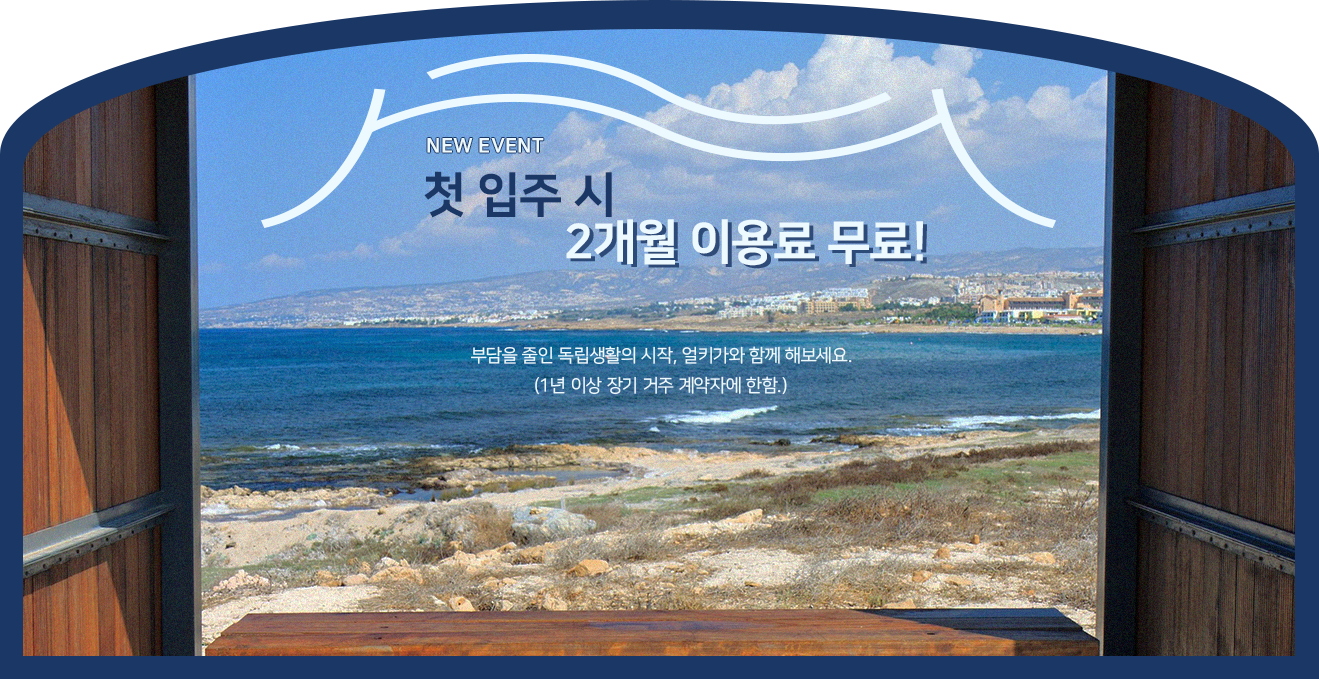 NEW EVENT
첫 입주 시
2개월 이용료 무료!
부담을 줄인 독립생활의 시작, 얼키가와 함께 해보세요.
(1년 이상 장기 거주 계약자에 한함.)